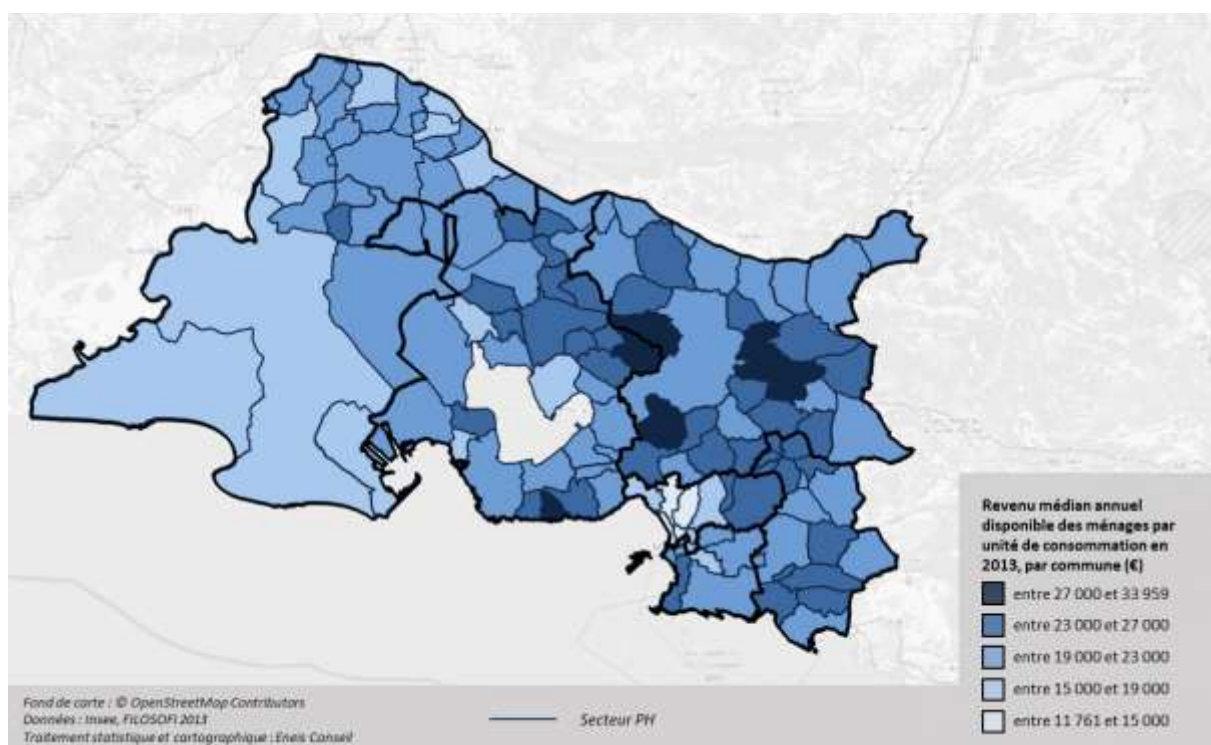 Revenu médian annuel
disponible des ménages par
unité de consommation en
2013, par commune (€)
entre 27 000 et 33 959
entre 23 000 et 27 000
entre 19 000 et 23 000
entre 15 000 et 19 000
entre 11 761 et 15 000
Fond de carte : © OpenStreetMap Contributors
Données : Insee, FiLOSOFi 2013
Traitement statistique et cartographique : Eneis Conseil
Secteur PH